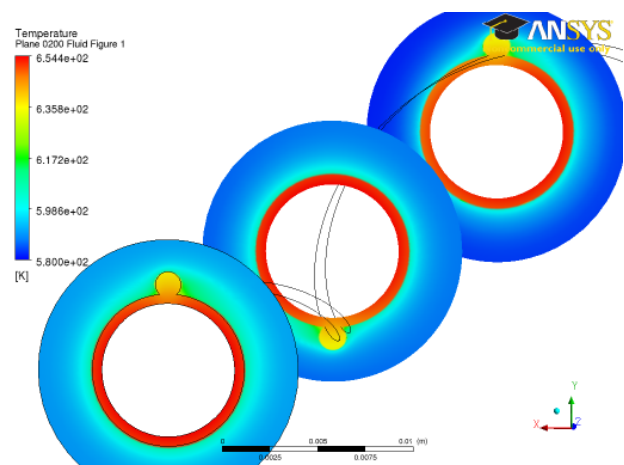 Temperature
Plane 0200 Fluid Figure 1
6.544e+02
6.358e+02
6.172e+02
5.986e+02
5.800e+02
[K]
ANSYS
commercial use only
0 0.005 0.01 (m)
0.0025 0.0075
Y
X Z